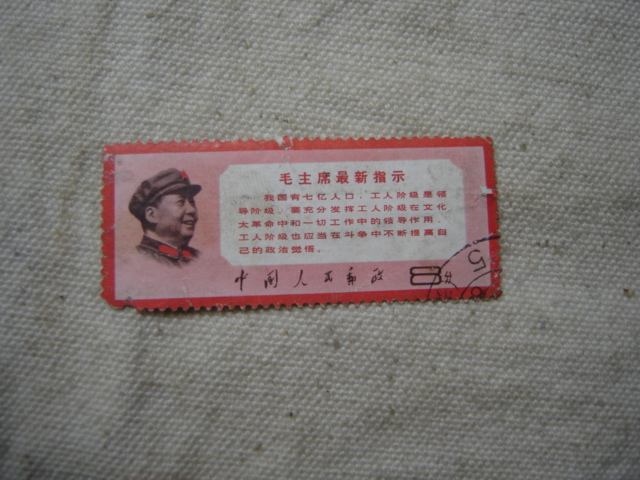 毛主席最新指示
我国有七亿人口，工人阶级是领
导阶级。要充分发挥工人阶级在文化
大革命中和一切工作中的领导作用。
工人阶级也应当在斗争中不断提高自
己的政治觉悟。
中国人民邮政 8分
5